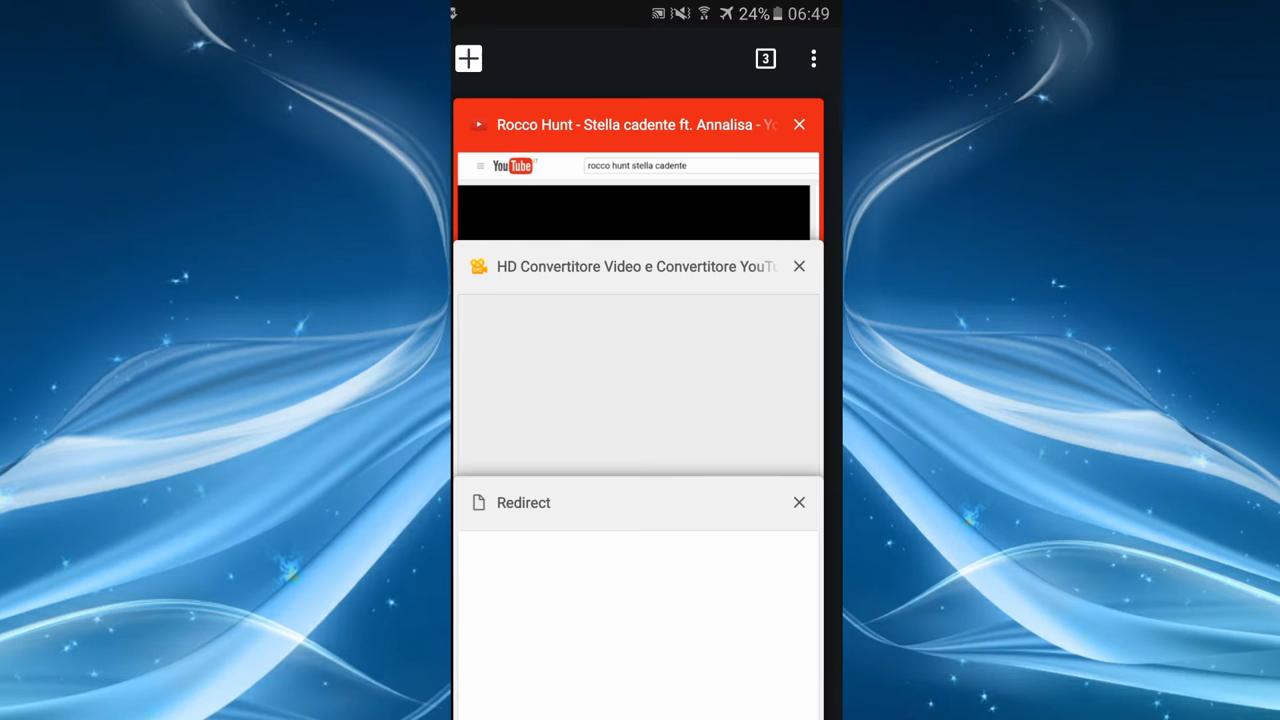 24% 06:49
3
Rocco Hunt - Stella cadente ft. Annalisa - Yo
YouTube IT rocco hunt stella cadente
HD Convertitore Video e Convertitore YouTu
Redirect